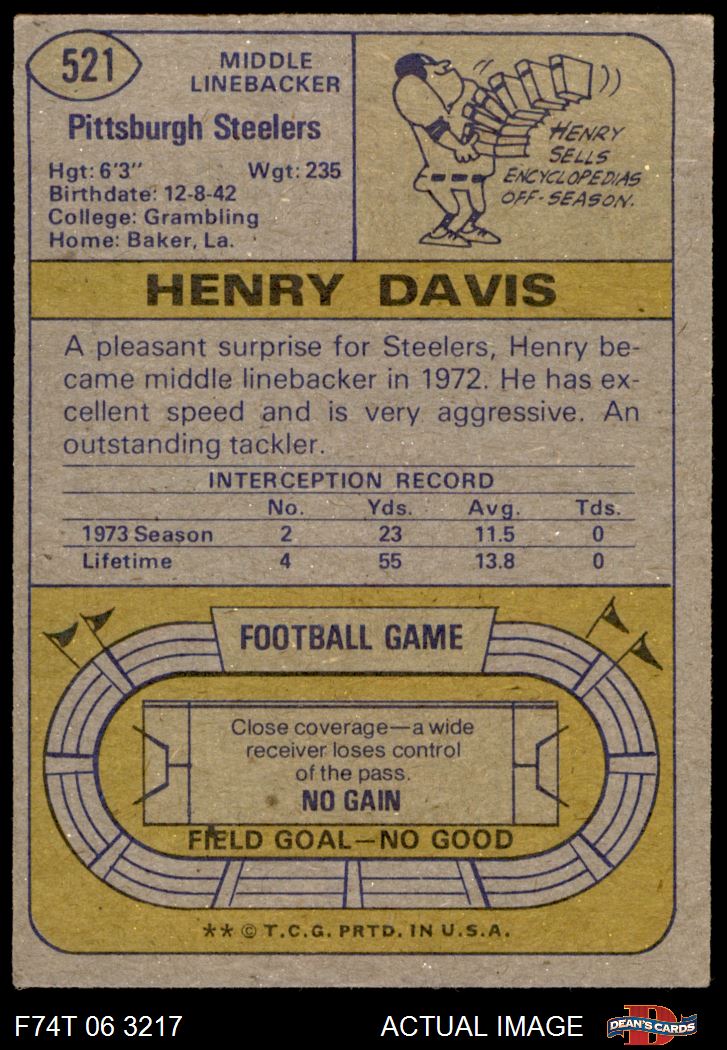 521
MIDDLE
LINEBACKER
Pittsburgh Steelers
Hgt: 6'3" Wgt: 235
Birthdate: 12-8-42
College: Grambling
Home: Baker, La.
HENRY
SELLS
ENCYCLOPEDIAS
OFF-SEASON.
HENRY DAVIS
A pleasant surprise for Steelers, Henry be-
came middle linebacker in 1972. He has ex-
cellent speed and is very aggressive. An
outstanding tackler.
INTERCEPTION RECORD
No. Yds. Avg. Tds.
1973 Season 2 23 11.5 0
Lifetime 4 55 13.8 0
FOOTBALL GAME
Close coverage—a wide
receiver loses control
of the pass.
NO GAIN
FIELD GOAL—NO GOOD
** © T.C.G. PRTD. IN U.S.A.
F74T 06 3217 ACTUAL IMAGE D DEAN'S CARDS